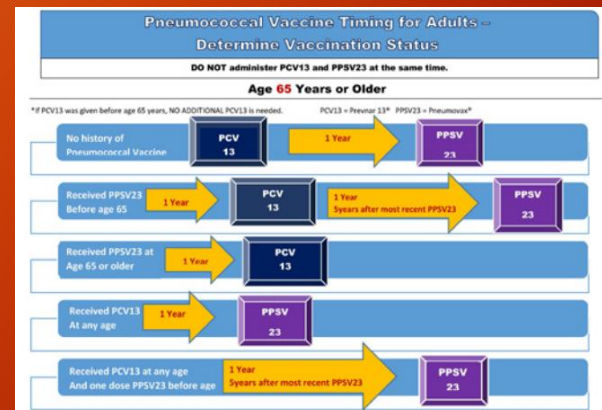 Pneumococcal Vaccine Timing for Adults –
Determine Vaccination Status
DO NOT administer PCV13 and PPSV23 at the same time.
Age 65 Years or Older
*If PCV13 was given before age 65 years, NO ADDITIONAL PCV13 is needed. PCV13 = Prevnar 13® PPSV23 = Pneumovax®
No history of
Pneumococcal Vaccine
PCV
13
1 Year
PPSV
23
Received PPSV23
Before age 65
1 Year
PCV
13
1 Year
5years after most recent PPSV23
PPSV
23
Received PPSV23 at
Age 65 or older
1 Year
PCV
13
Received PCV13
At any age
1 Year
PPSV
23
Received PCV13 at any age
And one dose PPSV23 before age
1 Year
5years after most recent PPSV23
PPSV
23